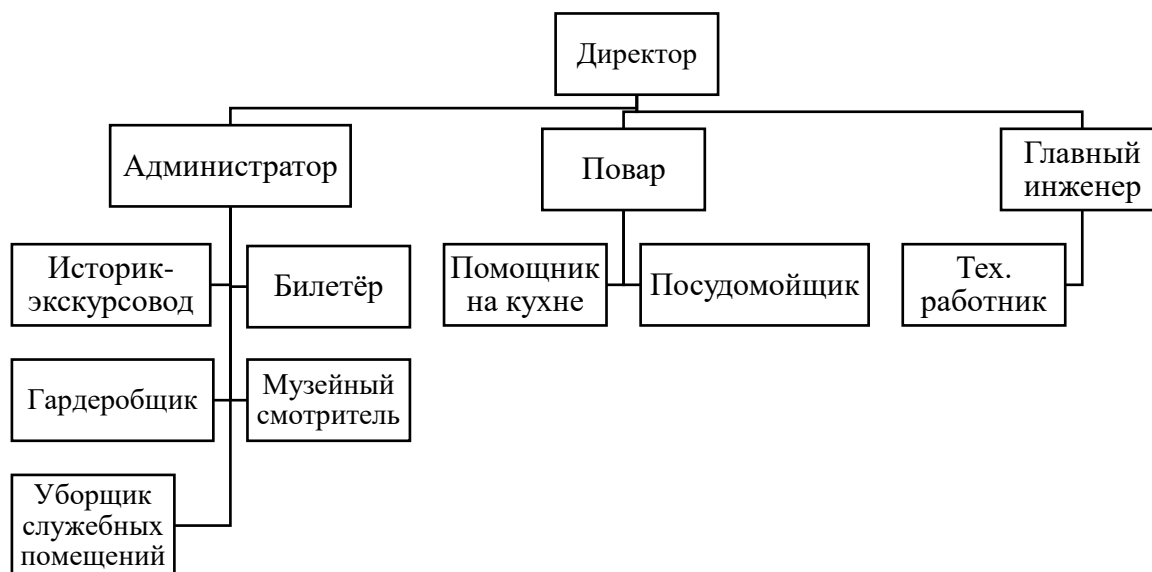 Директор
Администратор
Повар
Главный
инженер
Историк-
экскурсовод
Билетёр
Помощник
на кухне
Посудомойщик
Тех.
работник
Гардеробщик
Музейный
смотритель
Уборщик
служебных
помещений